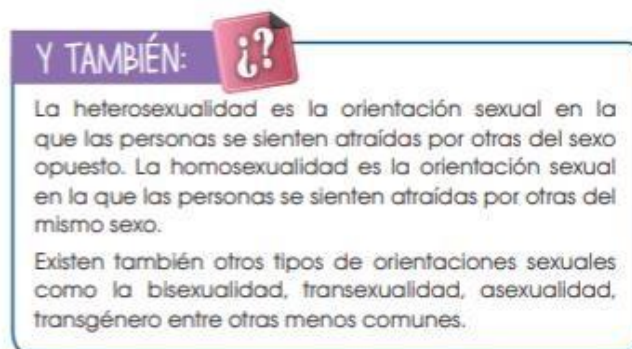 Y TAMBIÉN:
¿?
La heterosexualidad es la orientación sexual en la
que las personas se sienten atraídas por otras del sexo
opuesto. La homosexualidad es la orientación sexual
en la que las personas se sienten atraídas por otras del
mismo sexo.
Existen también otros tipos de orientaciones sexuales
como la bisexualidad, transexualidad, asexualidad,
transgénero entre otras menos comunes.